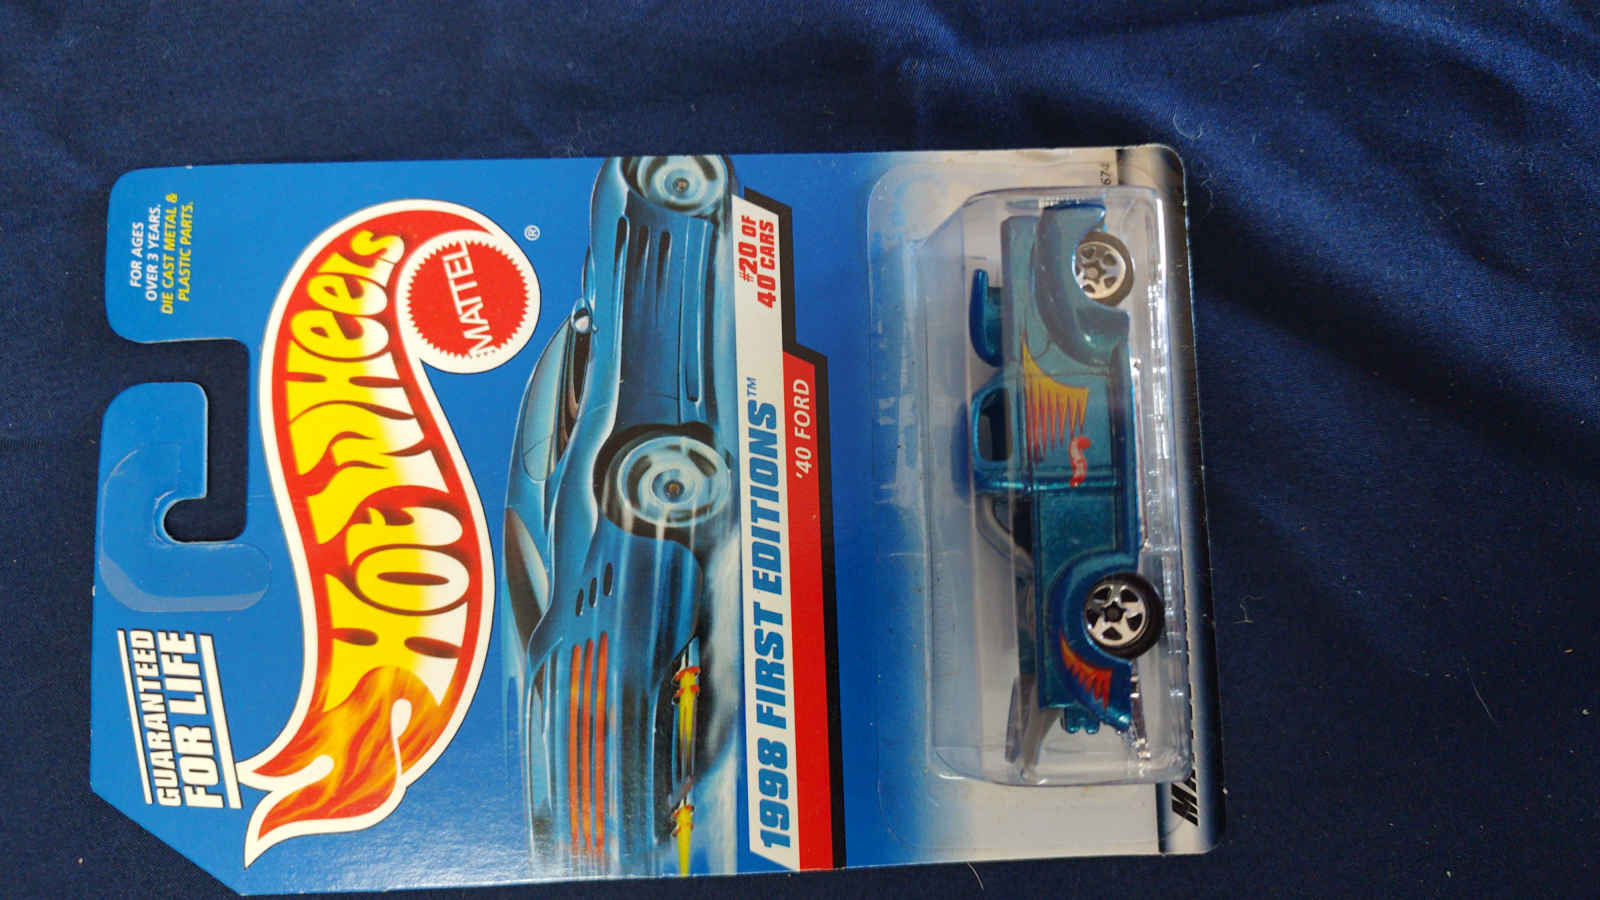 FOR AGES
OVER 3 YEARS.
DIE CAST METAL &
PLASTIC PARTS.
GUARANTEED
FOR LIFE
HOT WHEELS
®
MATTEL
#20 OF
40 CARS
1998 FIRST EDITIONS™
'40 FORD
674